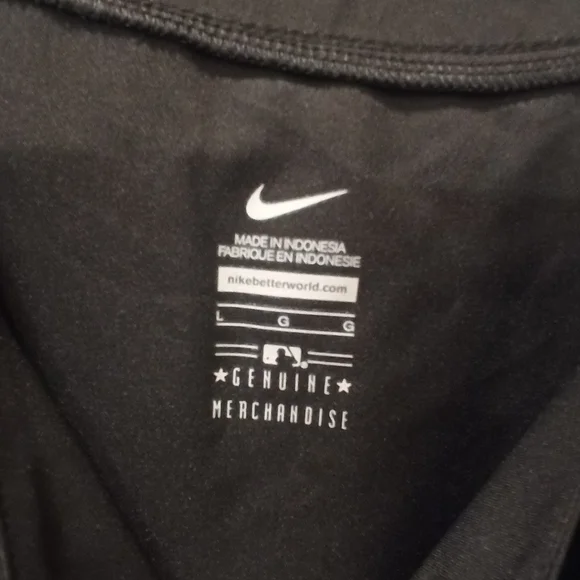 MADE IN INDONESIA
FABRIQUE EN INDONESIE
nikebetterworld.com
L G G
GENUINE
MERCHANDISE